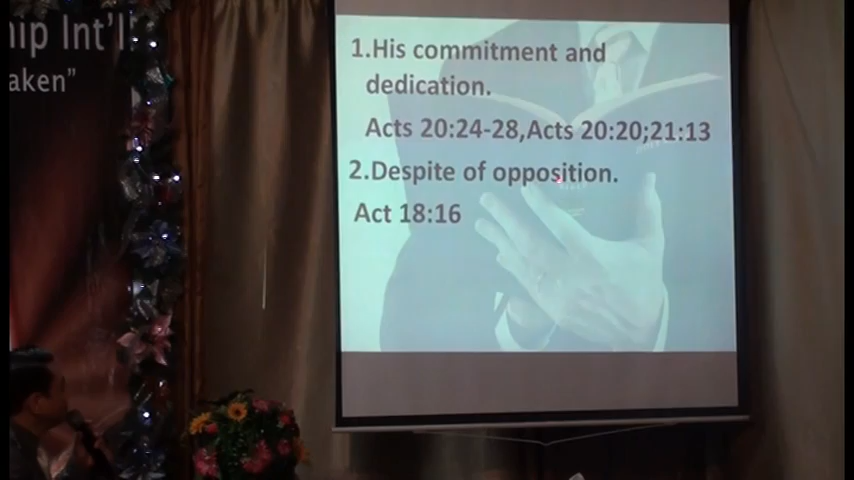 hip Int'l
aken"
1.His commitment and
dedication.
Acts 20:24-28,Acts 20:20;21:13
2.Despite of opposition.
Act 18:16